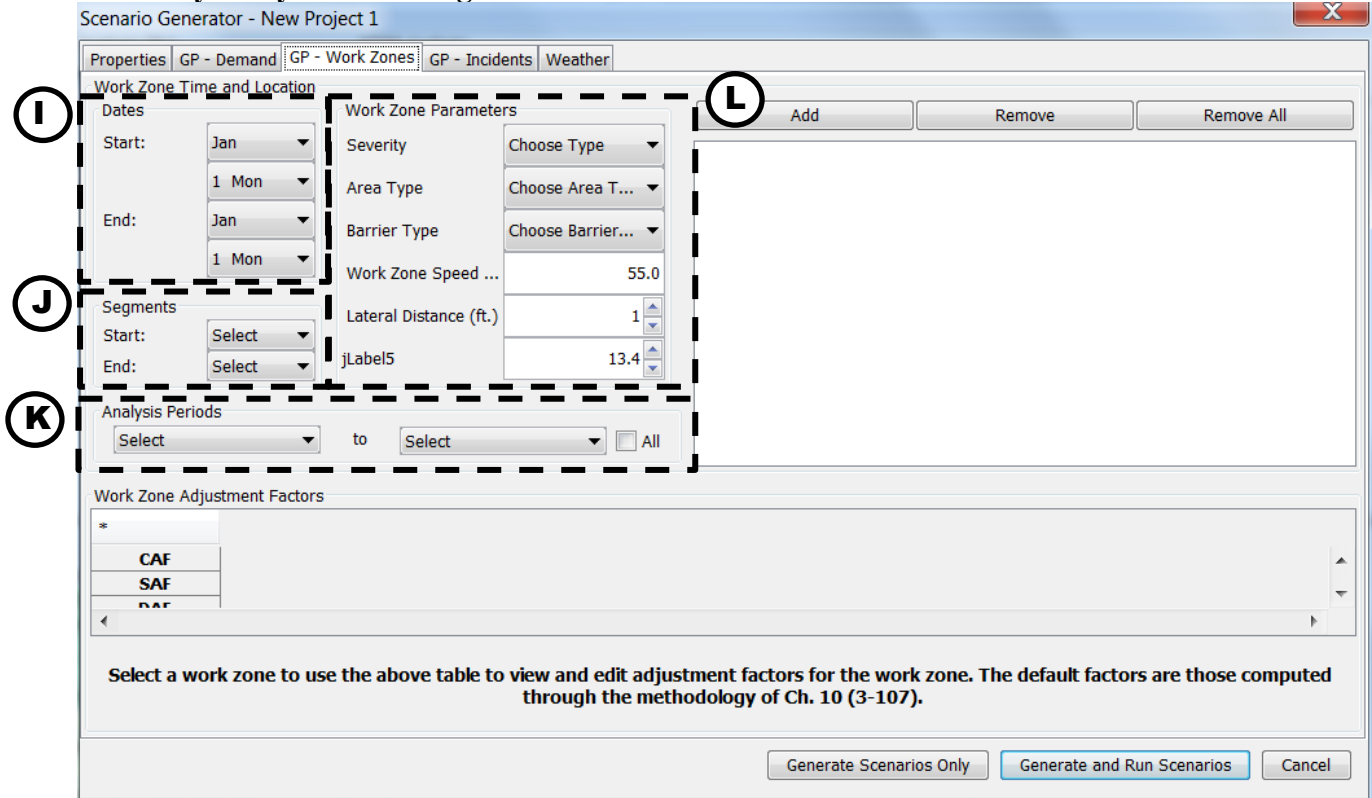 Scenario Generator - New Project 1
X
Properties GP - Demand GP - Work Zones GP - Incidents Weather
Work Zone Time and Location
I
Dates
Start: Jan
1 Mon
End: Jan
1 Mon
J
Segments
Start: Select
End: Select
Work Zone Parameters
Severity Choose Type
Area Type Choose Area T...
Barrier Type Choose Barrier...
Work Zone Speed ... 55.0
Lateral Distance (ft.) 1
jLabel5 13.4
K
Analysis Periods
Select to Select All
L
Add Remove Remove All
Work Zone Adjustment Factors
*
CAF
SAF
DAF
Select a work zone to use the above table to view and edit adjustment factors for the work zone. The default factors are those computed
through the methodology of Ch. 10 (3-107).
Generate Scenarios Only Generate and Run Scenarios Cancel